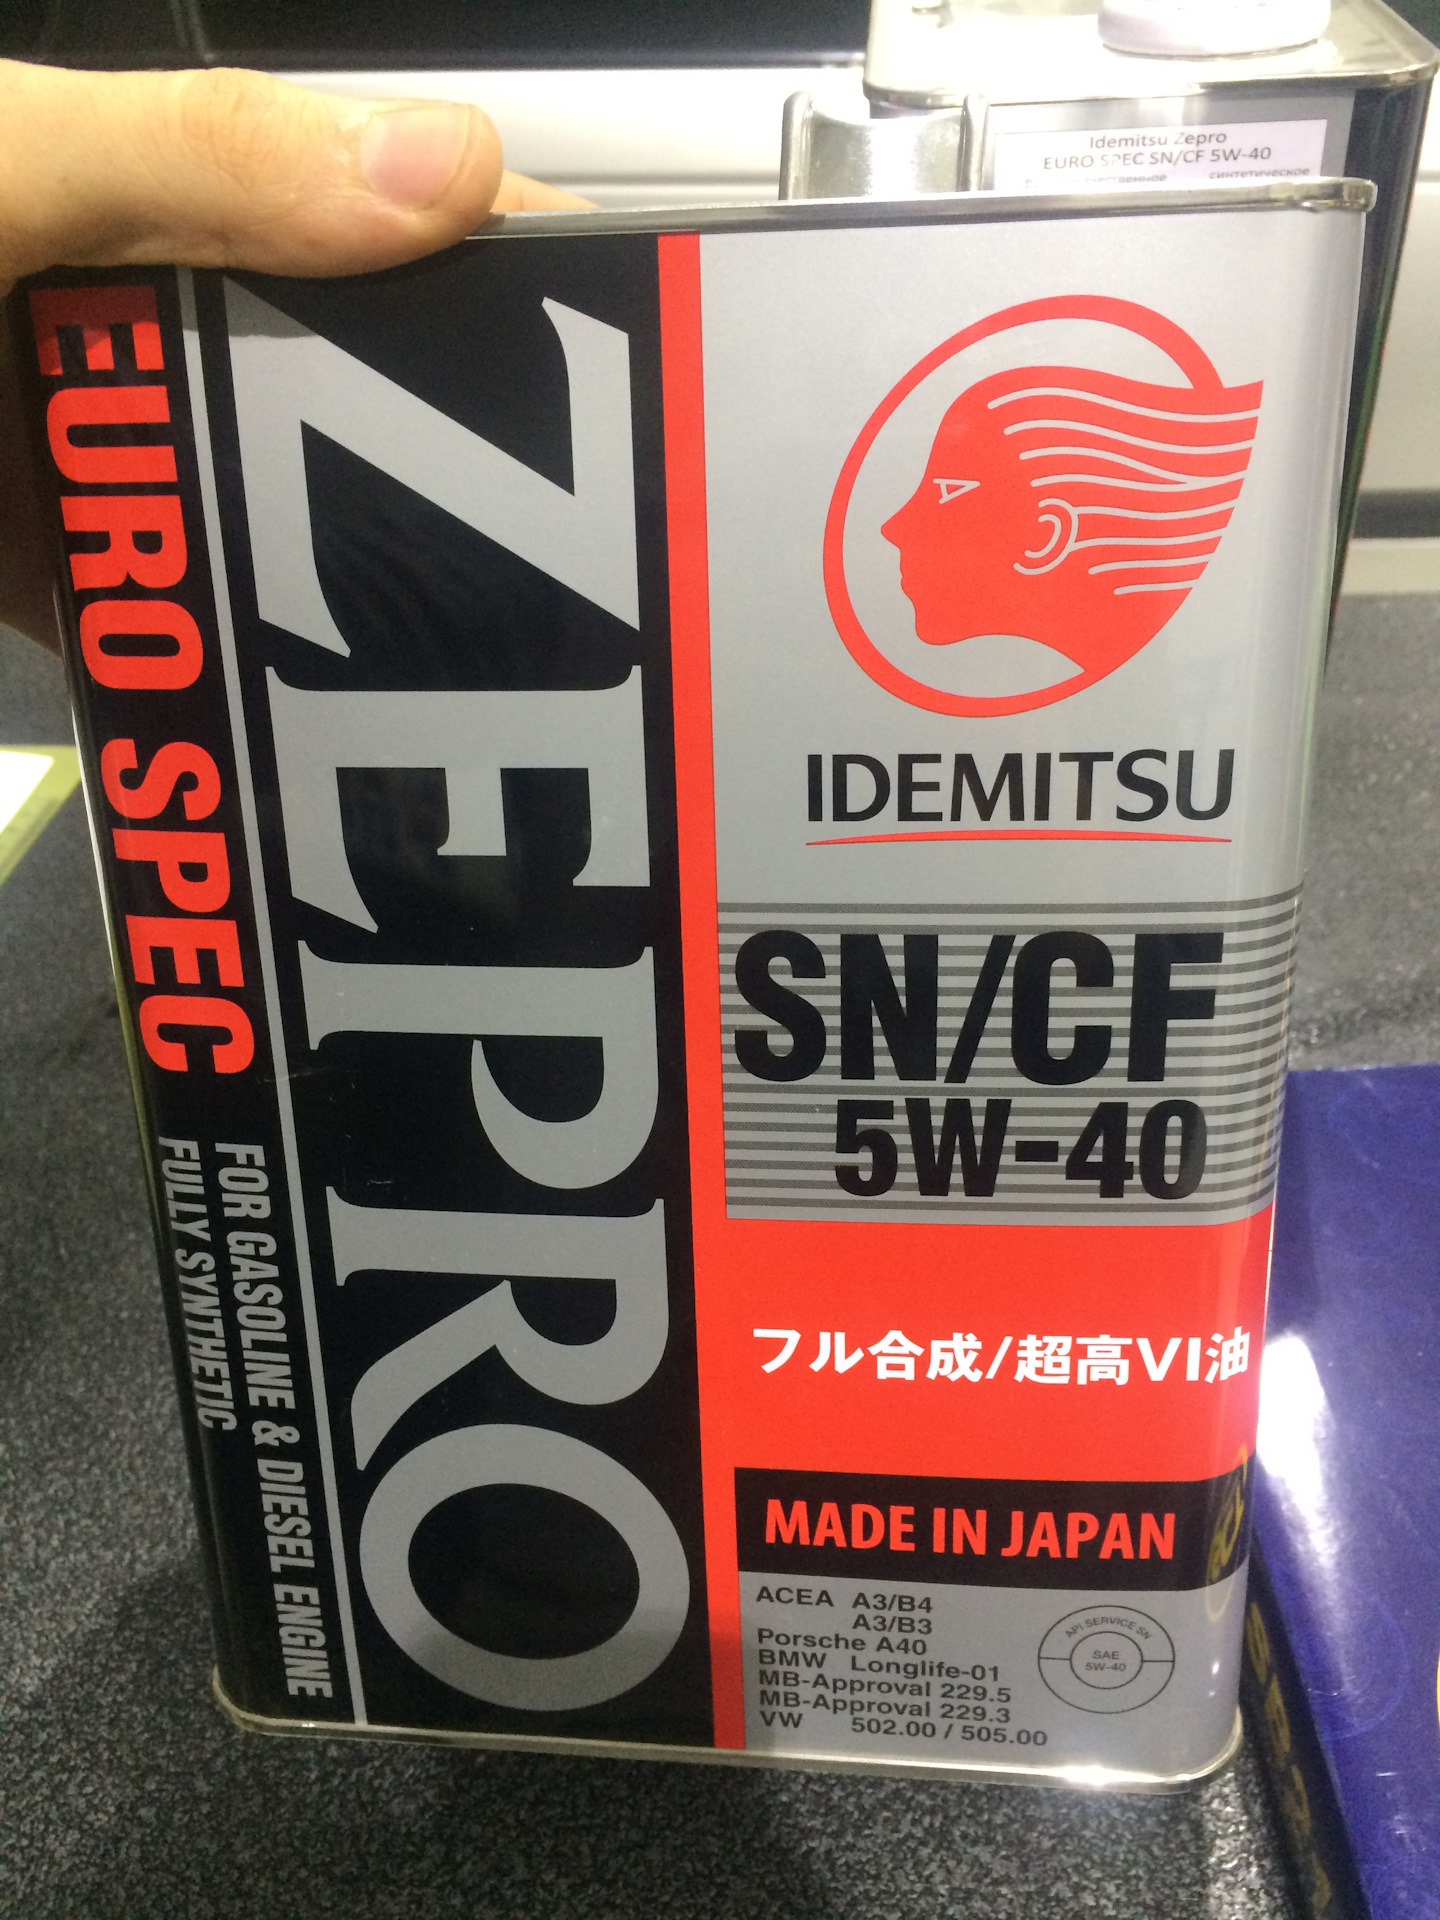 Idemitsu Zepro
EURO SPEC SN/CF 5W-40
синтетическое
EURO SPEC
FOR GASOLINE & DIESEL ENGINE
FULLY SYNTHETIC
ZEPRO
IDEMITSU
SN/CF
5W-40
フル合成/超高VI油
MADE IN JAPAN
ACEA A3/B4
A3/B3
Porsche A40
BMW Longlife-01
MB-Approval 229.5
MB-Approval 229.3
VW 502.00 / 505.00
API SERVICE SN
SAE
5W-40